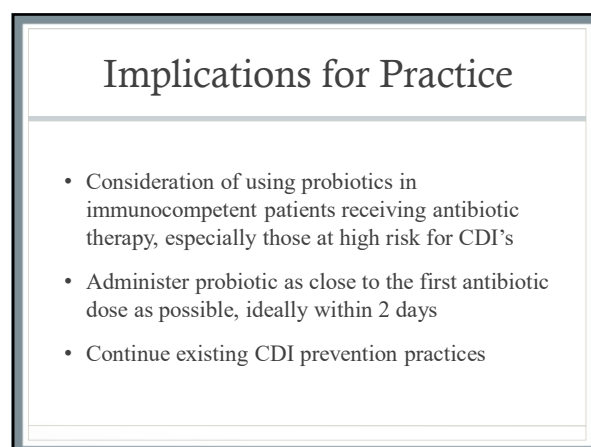 Implications for Practice
• Consideration of using probiotics in
immunocompetent patients receiving antibiotic
therapy, especially those at high risk for CDI’s
• Administer probiotic as close to the first antibiotic
dose as possible, ideally within 2 days
• Continue existing CDI prevention practices